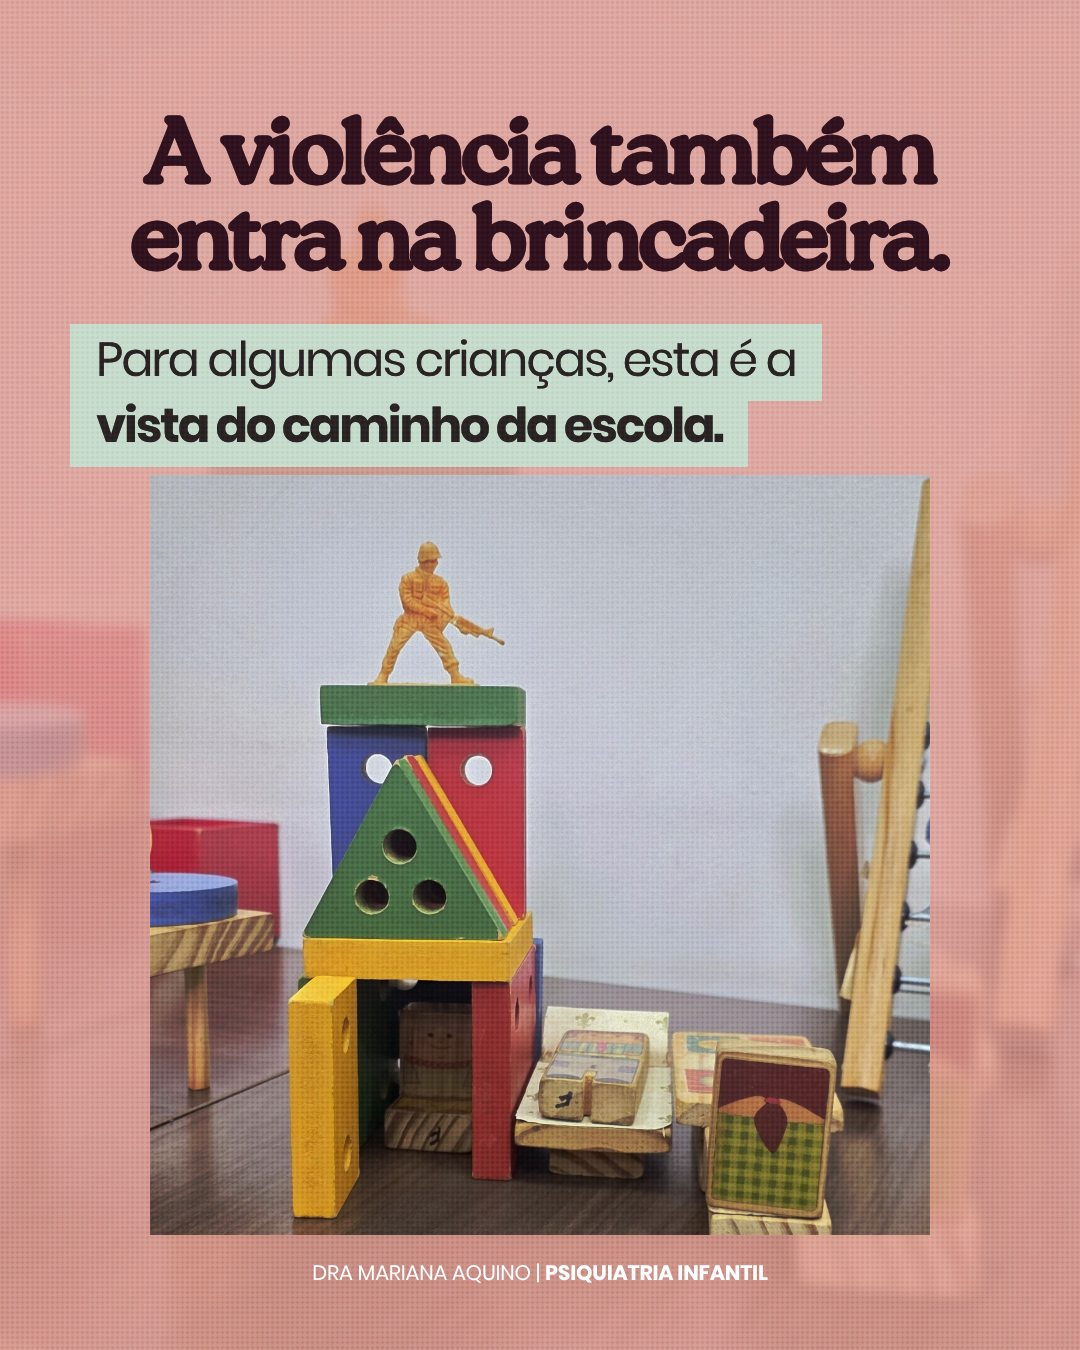 A violência também
entra na brincadeira.
Para algumas crianças, esta é a
vista do caminho da escola.
DRA MARIANA AQUINO | PSIQUIATRIA INFANTIL